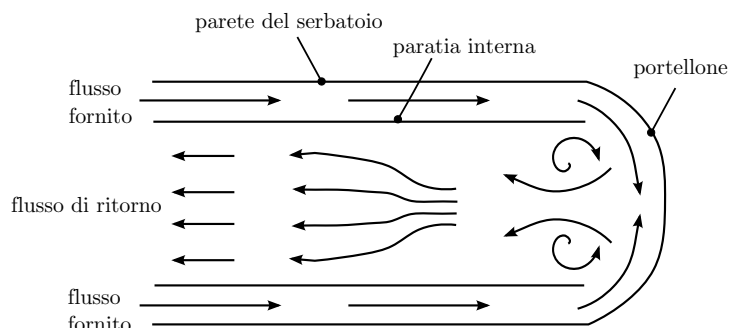 parete del serbatoio
paratia interna
portellone
flusso
fornito
flusso di ritorno
flusso
fornito